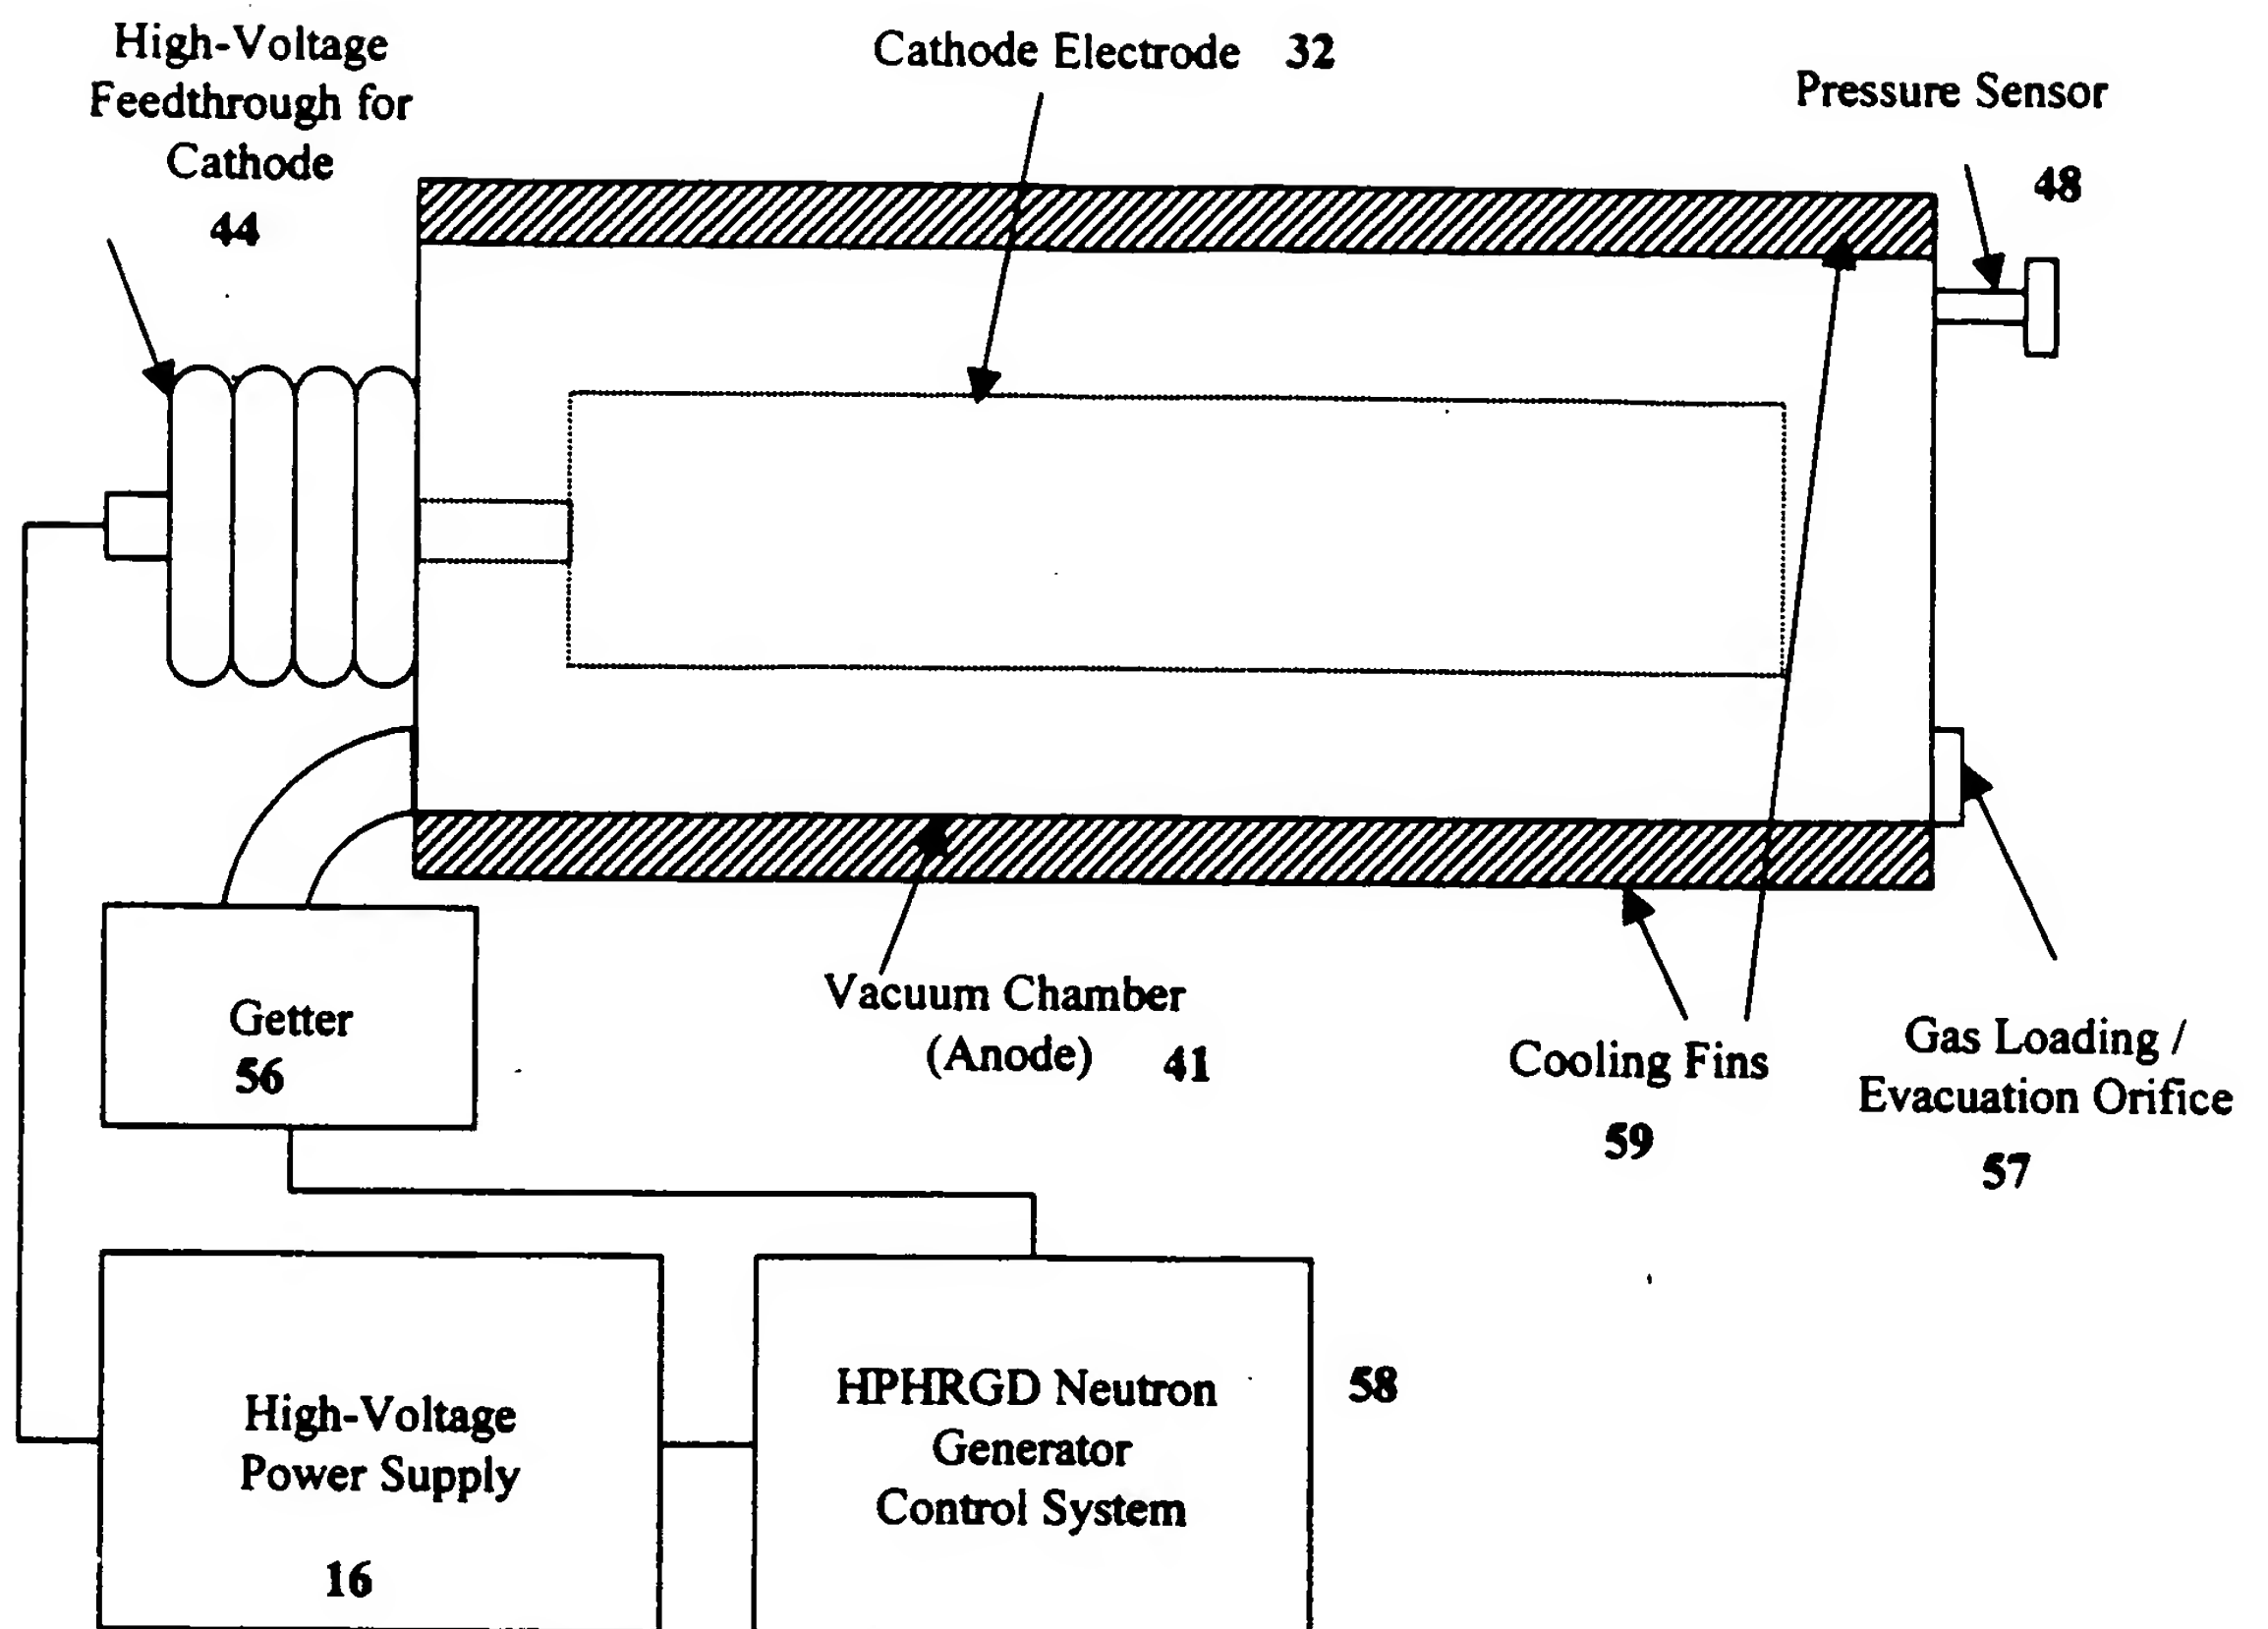 High-Voltage
Feedthrough for
Cathode
44
Cathode Electrode 32
Pressure Sensor
48
Getter
56
Vacuum Chamber
(Anode) 41
Cooling Fins
59
Gas Loading /
Evacuation Orifice
57
High-Voltage
Power Supply
16
HPHRGD Neutron
Generator
Control System
58